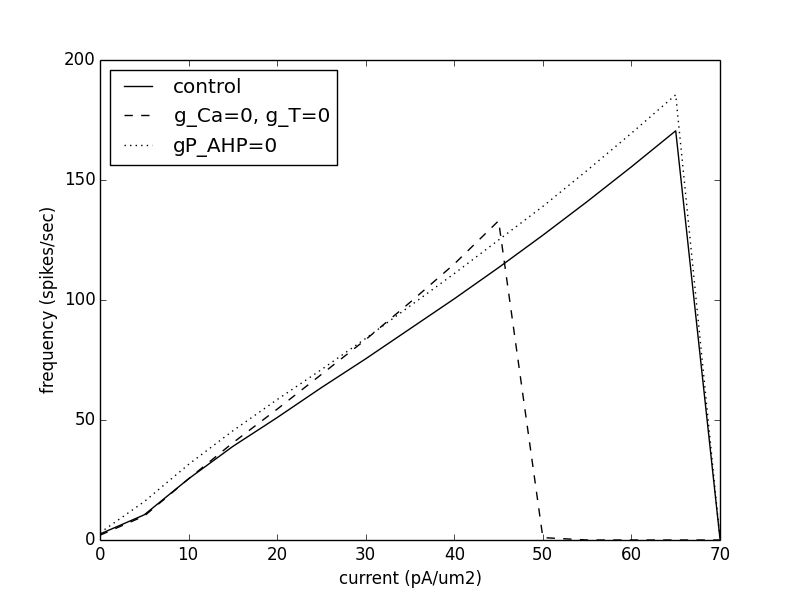 200
150
100
50
0
control
g_Ca=0, g_T=0
gP_AHP=0
frequency (spikes/sec)
0 10 20 30 40 50 60 70
current (pA/um2)